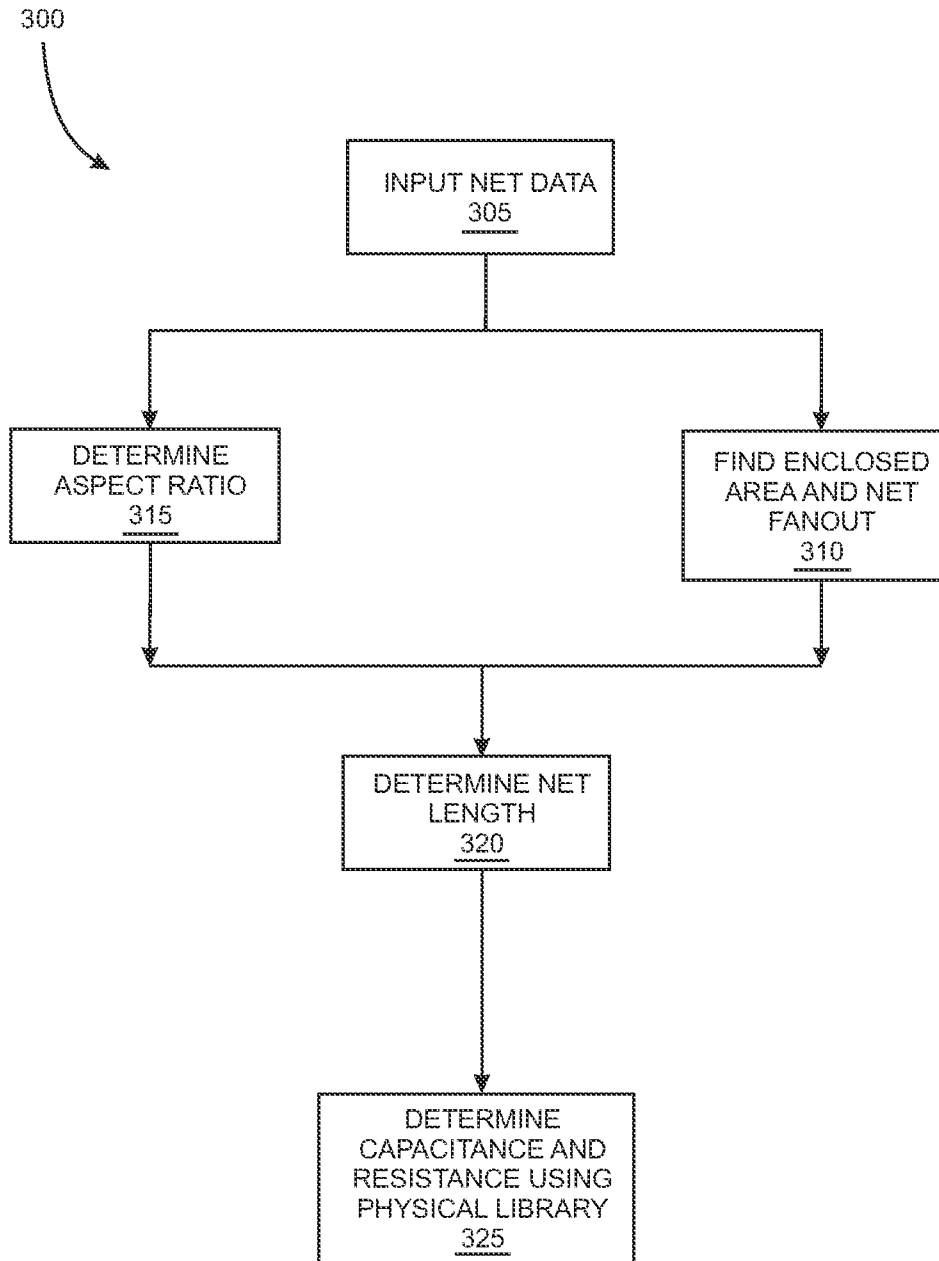 300
INPUT NET DATA
305
DETERMINE
ASPECT RATIO
315
FIND ENCLOSED
AREA AND NET
FANOUT
310
DETERMINE NET
LENGTH
320
DETERMINE
CAPACITANCE AND
RESISTANCE USING
PHYSICAL LIBRARY
325